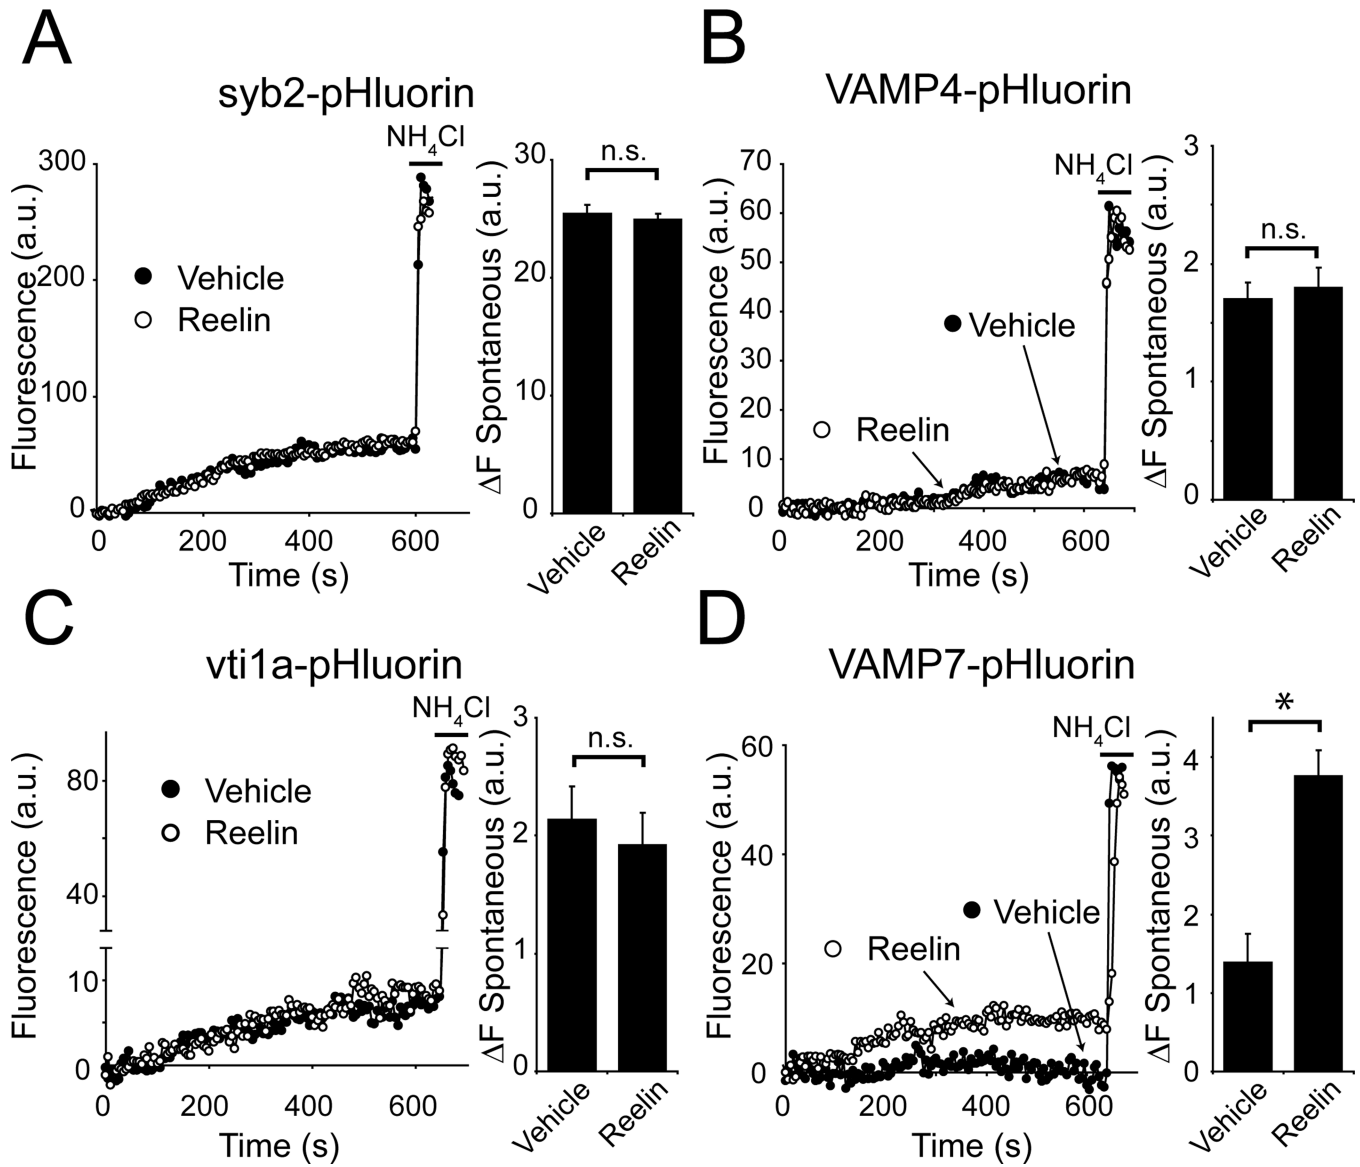 A
syb2-pHluorin
NH4Cl
Fluorescence (a.u.)
300
200
100
0
Vehicle
Reelin
0 200 400 600
Time (s)
ΔF Spontaneous (a.u.)
30
20
10
0
n.s.
Vehicle
Reelin
B
VAMP4-pHluorin
NH4Cl
Fluorescence (a.u.)
70
60
50
40
30
20
10
0
Vehicle
Reelin
0 200 400 600
Time (s)
ΔF Spontaneous (a.u.)
3
2
1
0
n.s.
Vehicle
Reelin
C
vti1a-pHluorin
NH4Cl
Fluorescence (a.u.)
80
40
10
0
Vehicle
Reelin
0 200 400 600
Time (s)
ΔF Spontaneous (a.u.)
3
2
1
0
n.s.
Vehicle
Reelin
D
VAMP7-pHluorin
NH4Cl
Fluorescence (a.u.)
60
40
20
0
Vehicle
Reelin
0 200 400 600
Time (s)
ΔF Spontaneous (a.u.)
4
3
2
1
0
*
Vehicle
Reelin